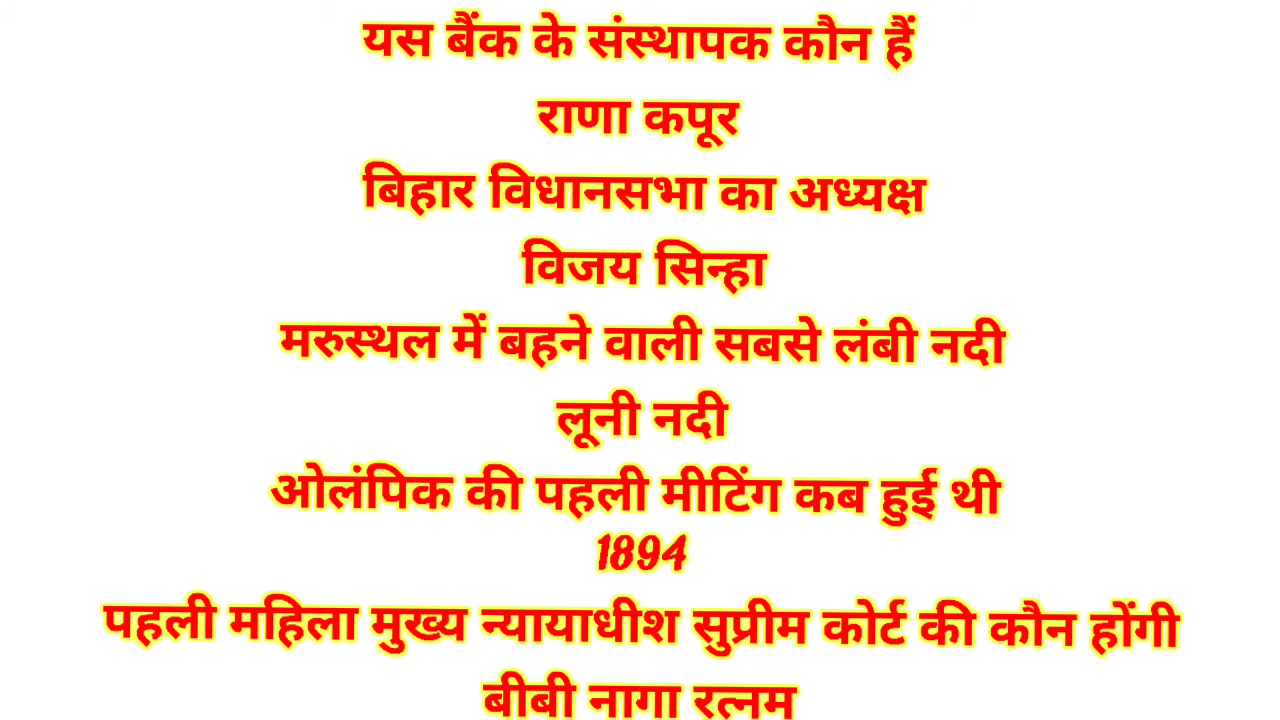 यस बैंक के संस्थापक कौन हैं
राणा कपूर
बिहार विधानसभा का अध्यक्ष
विजय सिन्हा
मरुस्थल में बहने वाली सबसे लंबी नदी
लूनी नदी
ओलंपिक की पहली मीटिंग कब हुई थी
1894
पहली महिला मुख्य न्यायाधीश सुप्रीम कोर्ट की कौन होंगी
बीबी नागा रत्नम